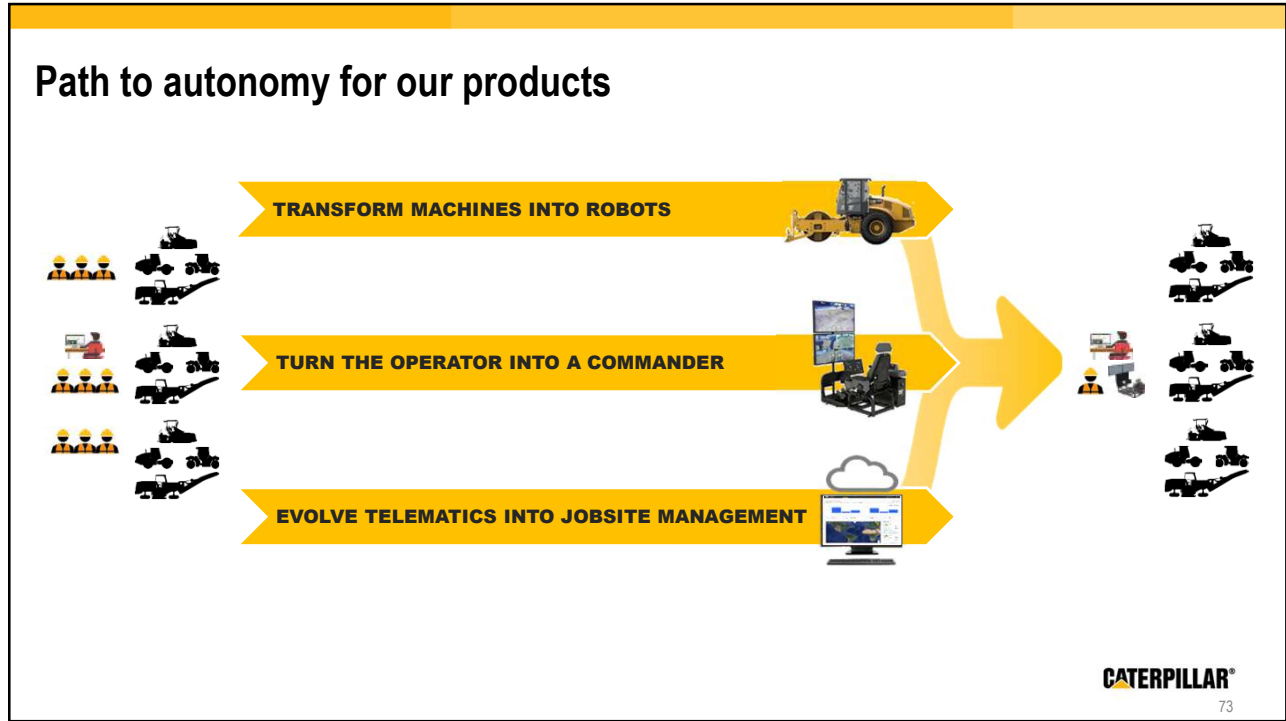 Path to autonomy for our products
TRANSFORM MACHINES INTO ROBOTS
TURN THE OPERATOR INTO A COMMANDER
EVOLVE TELEMATICS INTO JOBSITE MANAGEMENT
CATERPILLAR®
73